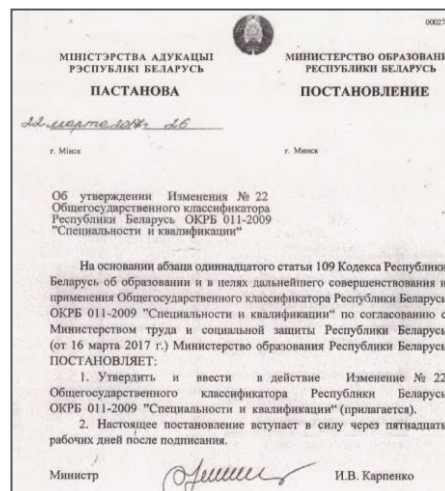 00027
МІНІСТЭРСТВА АДУКАЦЫІ
РЭСПУБЛІКІ БЕЛАРУСЬ
ПАСТАНОВА
МИНИСТЕРСТВО ОБРАЗОВАНИ
РЕСПУБЛИКИ БЕЛАРУСЬ
ПОСТАНОВЛЕНИЕ
22 марта 2017г. 26
г. Мінск
г. Минск
Об утверждении Изменения № 22
Общегосударственного классификатора
Республики Беларусь ОКРБ 011-2009
"Специальности и квалификации"
На основании абзаца одиннадцатого статьи 109 Кодекса Республики
Беларусь об образовании и в целях дальнейшего совершенствования и
применения Общегосударственного классификатора Республики Беларусь
ОКРБ 011-2009 "Специальности и квалификации" по согласованию с
Министерством труда и социальной защиты Республики Беларусь
(от 16 марта 2017 г.) Министерство образования Республики Беларусь
ПОСТАНОВЛЯЕТ:
1. Утвердить и ввести в действие Изменение № 22
Общегосударственного классификатора Республики Беларусь
ОКРБ 011-2009 "Специальности и квалификации" (прилагается).
2. Настоящее постановление вступает в силу через пятнадцать
рабочих дней после подписания.
Министр
И.В. Карпенко